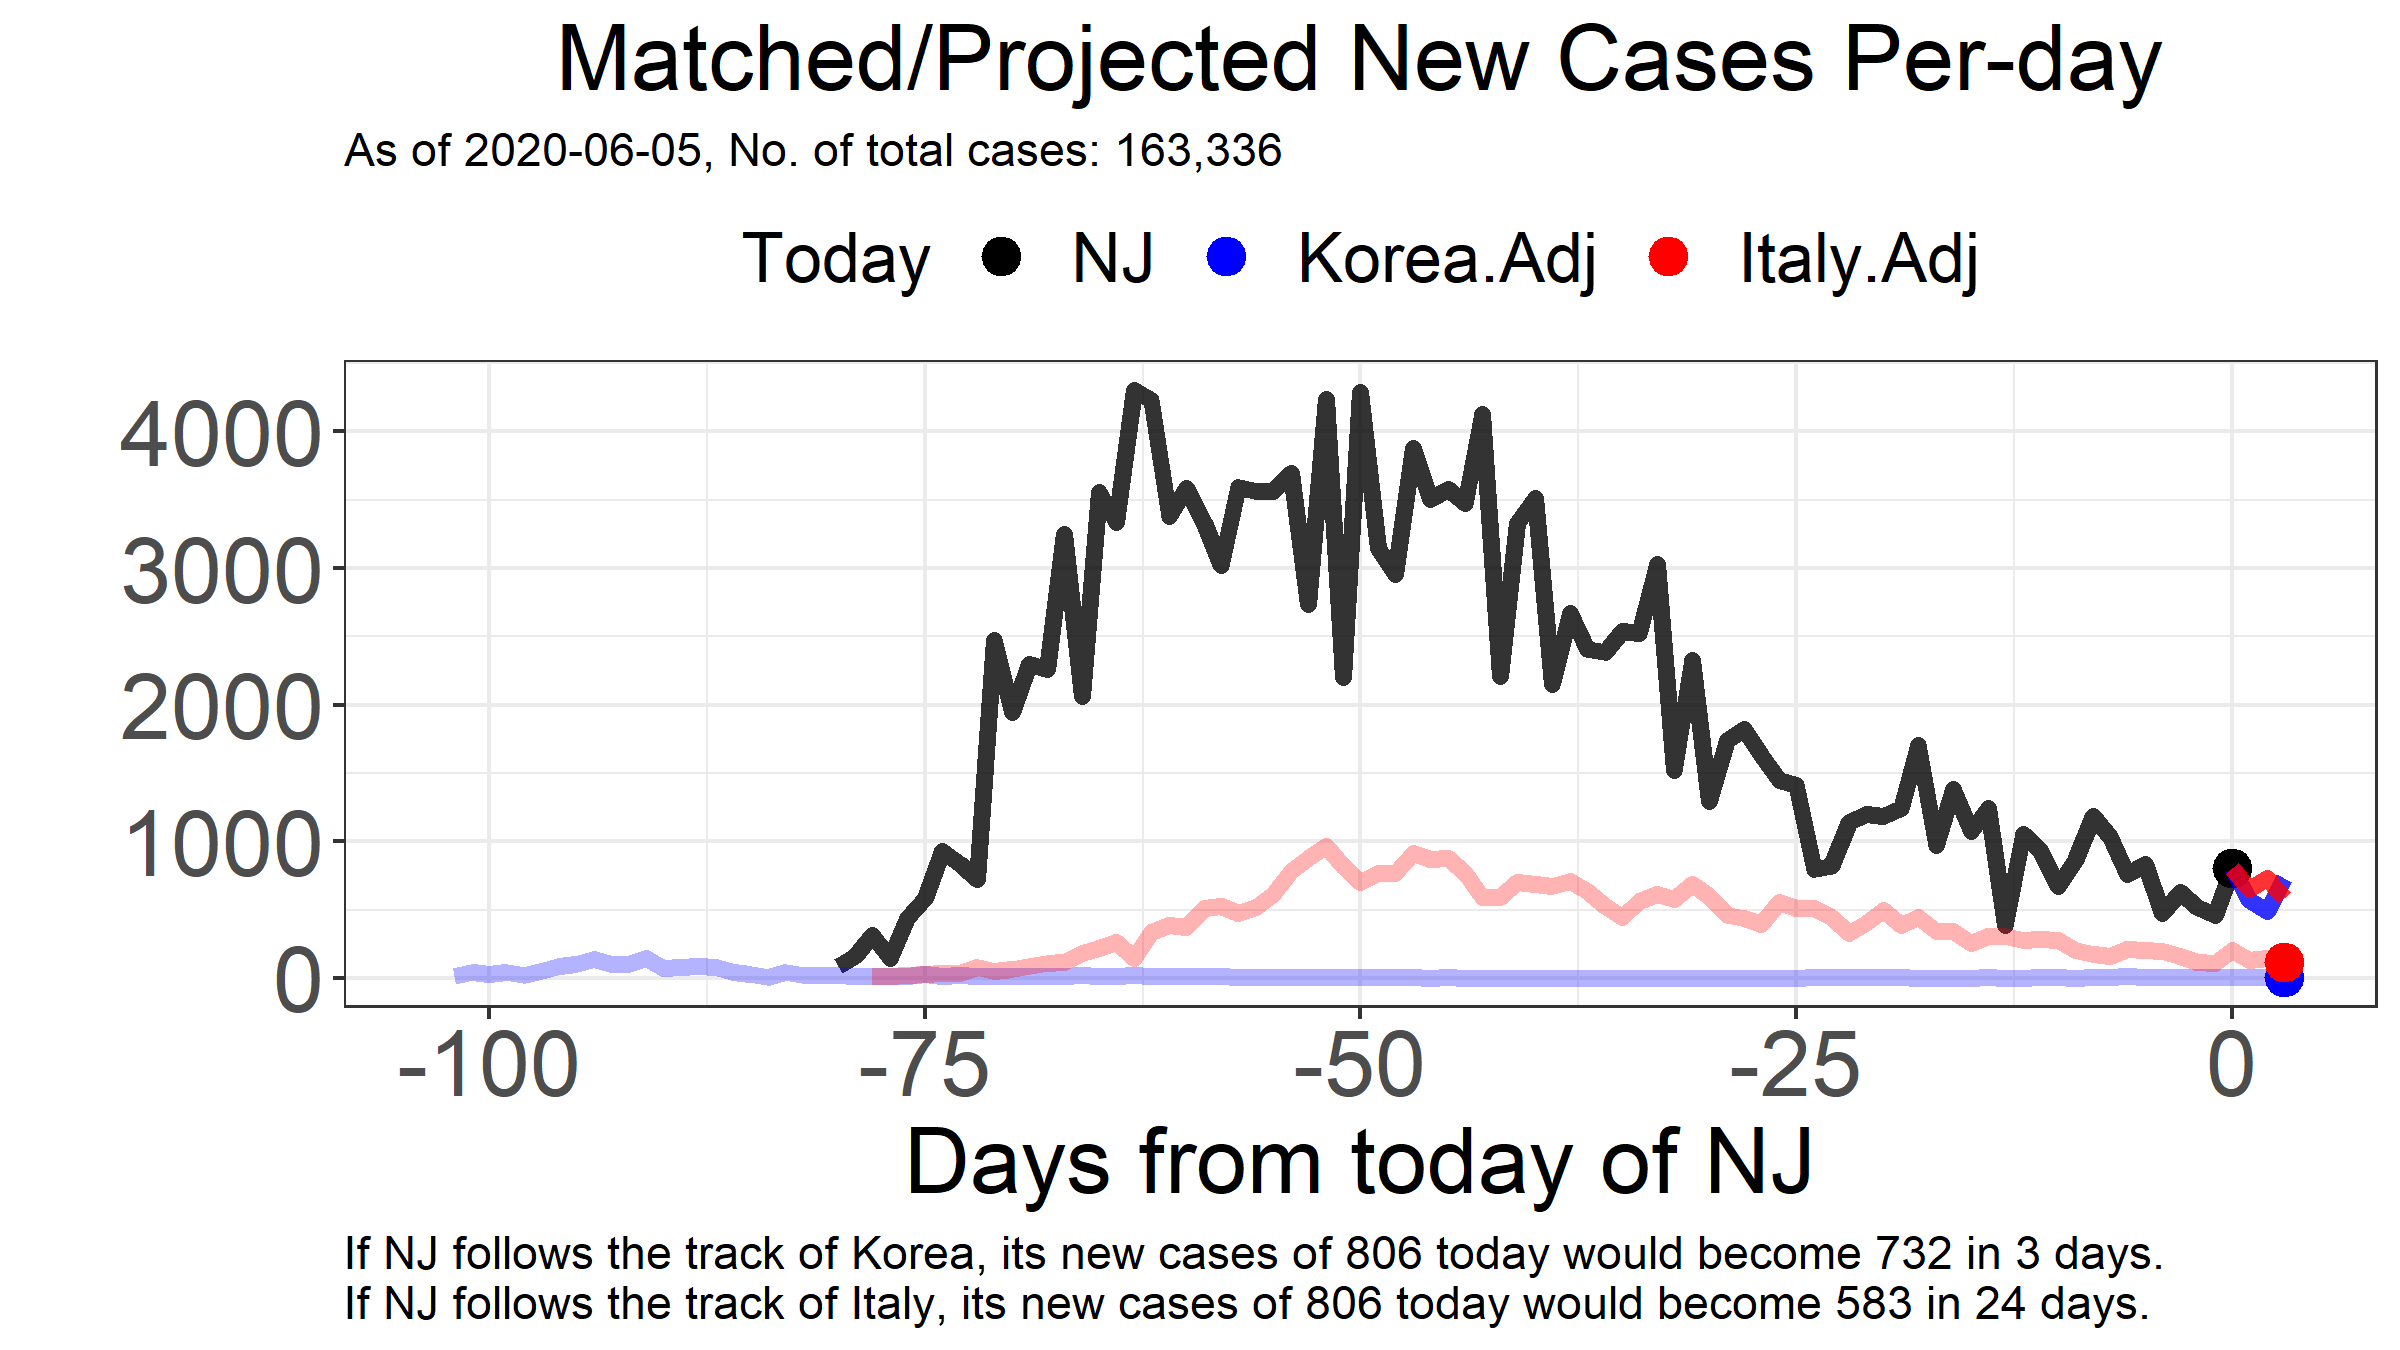 Matched/Projected New Cases Per-day
As of 2020-06-05, No. of total cases: 163,336
Today NJ Korea.Adj Italy.Adj
4000
3000
2000
1000
0
-100 -75 -50 -25 0
Days from today of NJ
If NJ follows the track of Korea, its new cases of 806 today would become 732 in 3 days.
If NJ follows the track of Italy, its new cases of 806 today would become 583 in 24 days.